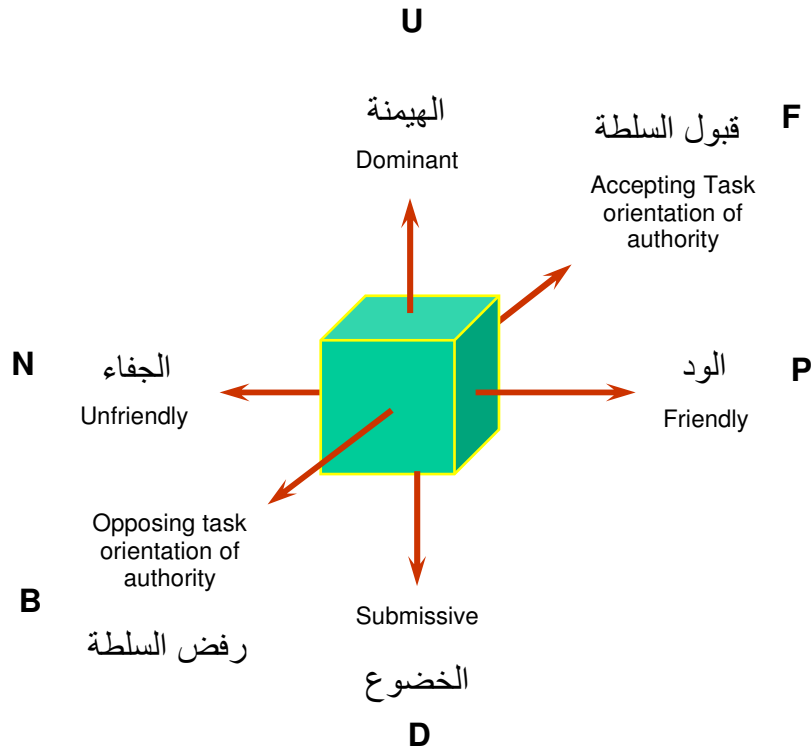 U
الهيمنة
Dominant
قبول السلطة
F
Accepting Task
orientation of
authority
N
الجفاء
Unfriendly
الود
P
Friendly
Opposing task
orientation of
authority
B
رفض السلطة
Submissive
الخضوع
D